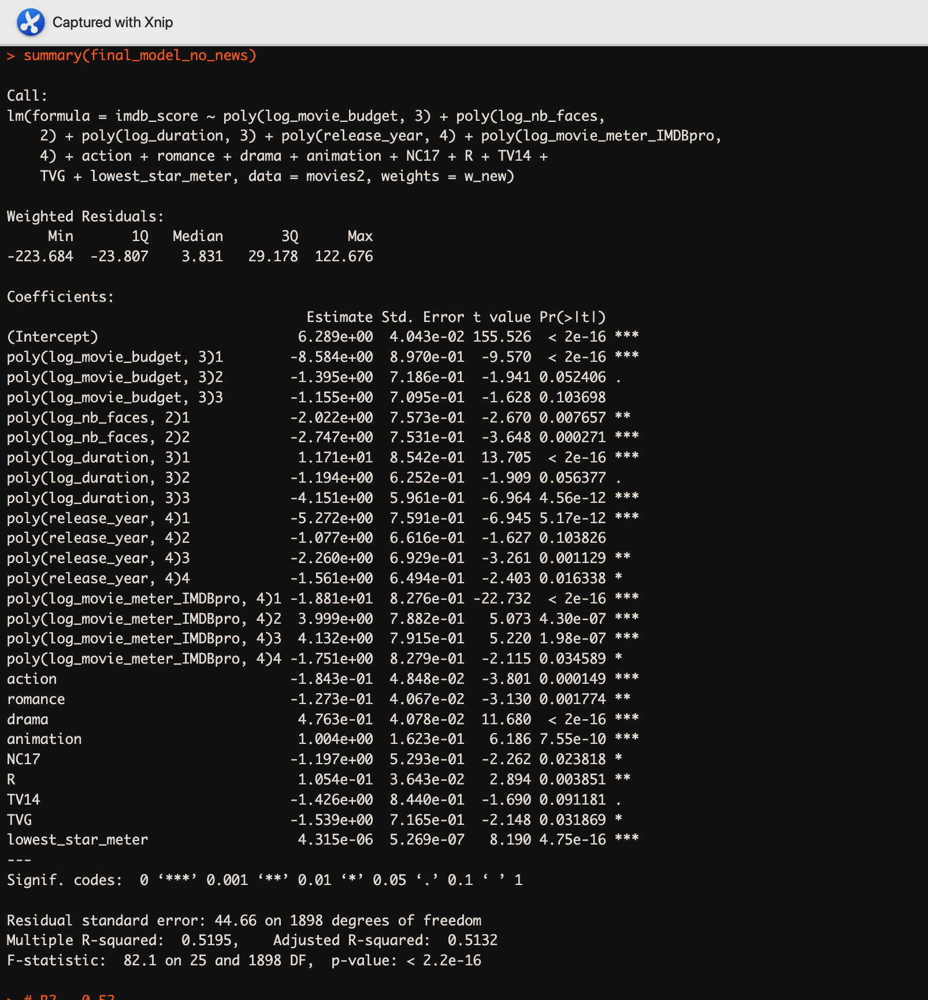 Captured with Xnip
> summary(final_model_no_news)
Call:
lm(formula = imdb_score ~ poly(log_movie_budget, 3) + poly(log_nb_faces,
    2) + poly(log_duration, 3) + poly(release_year, 4) + poly(log_movie_meter_IMDBpro,
    4) + action + romance + drama + animation + NC17 + R + TV14 +
    TVG + lowest_star_meter, data = movies2, weights = w_new)
Weighted Residuals:
     Min       1Q   Median       3Q      Max
-223.684  -23.807    3.831   29.178  122.676
Coefficients:
                                    Estimate Std. Error t value Pr(>|t|)
(Intercept)                        6.289e+00  4.043e-02 155.526  < 2e-16 ***
poly(log_movie_budget, 3)1        -8.584e+00  8.970e-01  -9.570  < 2e-16 ***
poly(log_movie_budget, 3)2        -1.395e+00  7.186e-01  -1.941 0.052406 .
poly(log_movie_budget, 3)3        -1.155e+00  7.095e-01  -1.628 0.103698
poly(log_nb_faces, 2)1            -2.022e+00  7.573e-01  -2.670 0.007657 **
poly(log_nb_faces, 2)2            -2.747e+00  7.531e-01  -3.648 0.000271 ***
poly(log_duration, 3)1             1.171e+01  8.542e-01  13.705  < 2e-16 ***
poly(log_duration, 3)2            -1.194e+00  6.252e-01  -1.909 0.056377 .
poly(log_duration, 3)3            -4.151e+00  5.961e-01  -6.964 4.56e-12 ***
poly(release_year, 4)1            -5.272e+00  7.591e-01  -6.945 5.17e-12 ***
poly(release_year, 4)2            -1.077e+00  6.616e-01  -1.627 0.103826
poly(release_year, 4)3            -2.260e+00  6.929e-01  -3.261 0.001129 **
poly(release_year, 4)4            -1.561e+00  6.494e-01  -2.403 0.016338 *
poly(log_movie_meter_IMDBpro, 4)1 -1.881e+01  8.276e-01 -22.732  < 2e-16 ***
poly(log_movie_meter_IMDBpro, 4)2  3.999e+00  7.882e-01   5.073 4.30e-07 ***
poly(log_movie_meter_IMDBpro, 4)3  4.132e+00  7.915e-01   5.220 1.98e-07 ***
poly(log_movie_meter_IMDBpro, 4)4 -1.751e+00  8.279e-01  -2.115 0.034589 *
action                            -1.843e-01  4.848e-02  -3.801 0.000149 ***
romance                           -1.273e-01  4.067e-02  -3.130 0.001774 **
drama                              4.763e-01  4.078e-02  11.680  < 2e-16 ***
animation                          1.004e+00  1.623e-01   6.186 7.55e-10 ***
NC17                              -1.197e+00  5.293e-01  -2.262 0.023818 *
R                                  1.054e-01  3.643e-02   2.894 0.003851 **
TV14                              -1.426e+00  8.440e-01  -1.690 0.091181 .
TVG                               -1.539e+00  7.165e-01  -2.148 0.031869 *
lowest_star_meter                  4.315e-06  5.269e-07   8.190 4.75e-16 ***
---
Signif. codes:  0 ‘***’ 0.001 ‘**’ 0.01 ‘*’ 0.05 ‘.’ 0.1 ‘ ’ 1
Residual standard error: 44.66 on 1898 degrees of freedom
Multiple R-squared:  0.5195,    Adjusted R-squared:  0.5132
F-statistic:  82.1 on 25 and 1898 DF,  p-value: < 2.2e-16